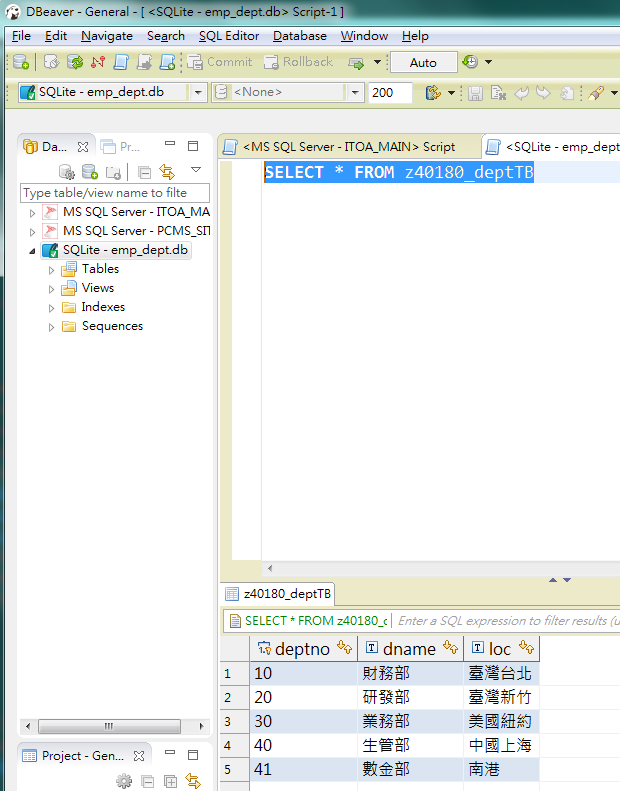 DBeaver - General - [ <SQLite - emp_dept.db> Script-1 ]
File Edit Navigate Search SQL Editor Database Window Help
Commit Rollback Auto
SQLite - emp_dept.db <None> 200
Da... Pr... <MS SQL Server - ITOA_MAIN> Script <SQLite - emp_dept
Type table/view name to filte
SELECT * FROM z40180_deptTB
MS SQL Server - ITOA_MA
MS SQL Server - PCMS_SIT
SQLite - emp_dept.db
Tables
Views
Indexes
Sequences
z40180_deptTB
SELECT * FROM z40180_c Enter a SQL expression to filter results (u
deptno dname loc
1 10 財務部 臺灣台北
2 20 研發部 臺灣新竹
3 30 業務部 美國紐約
4 40 生管部 中國上海
5 41 數金部 南港
Project - Gen...